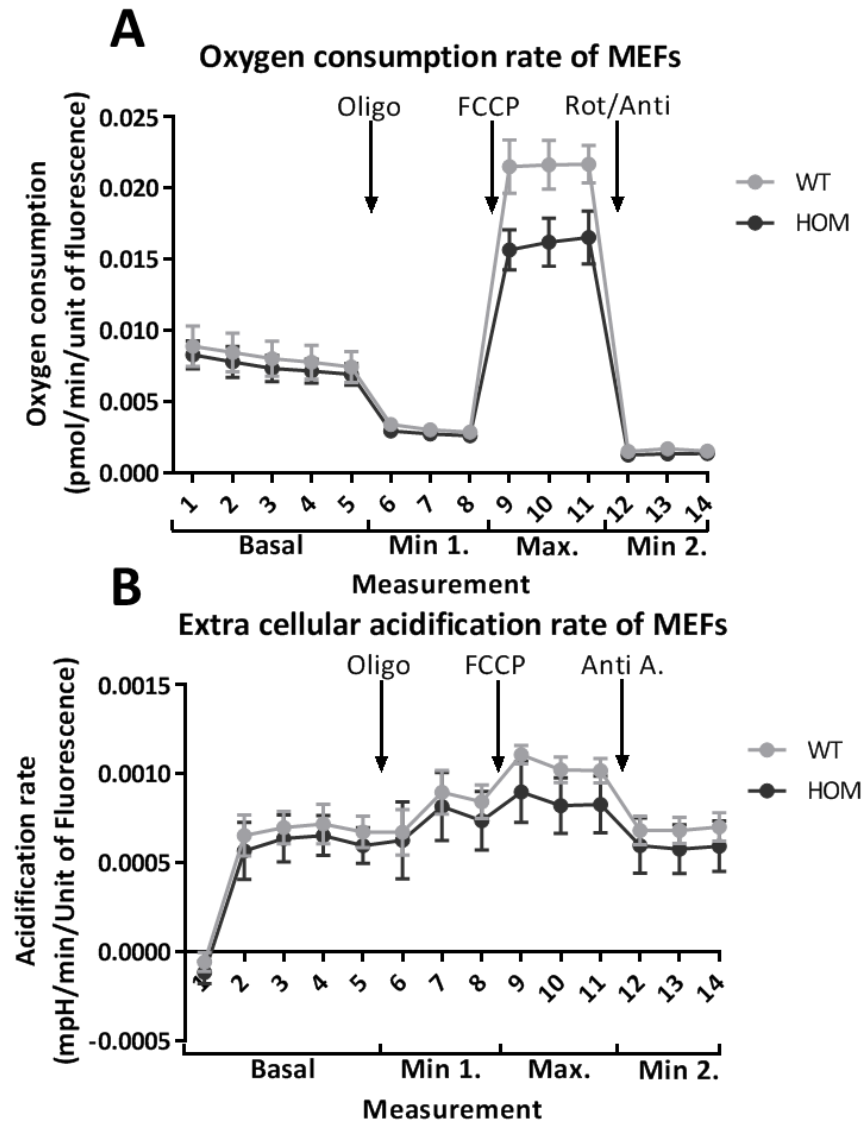 A
Oxygen consumption rate of MEFs
Oligo FCCP Rot/Anti
0.025
0.020
0.015
0.010
0.005
0.000
Oxygen consumption
(pmol/min/unit of fluorescence)
WT
HOM
1 2 3 4 5 6 7 8 9 10 11 12 13 14
Basal Min 1. Max. Min 2.
Measurement
B
Extra cellular acidification rate of MEFs
Oligo FCCP Anti A.
0.0015
0.0010
0.0005
0.0000
-0.0005
Acidification rate
(mpH/min/Unit of Fluorescence)
WT
HOM
1 2 3 4 5 6 7 8 9 10 11 12 13 14
Basal Min 1. Max. Min 2.
Measurement